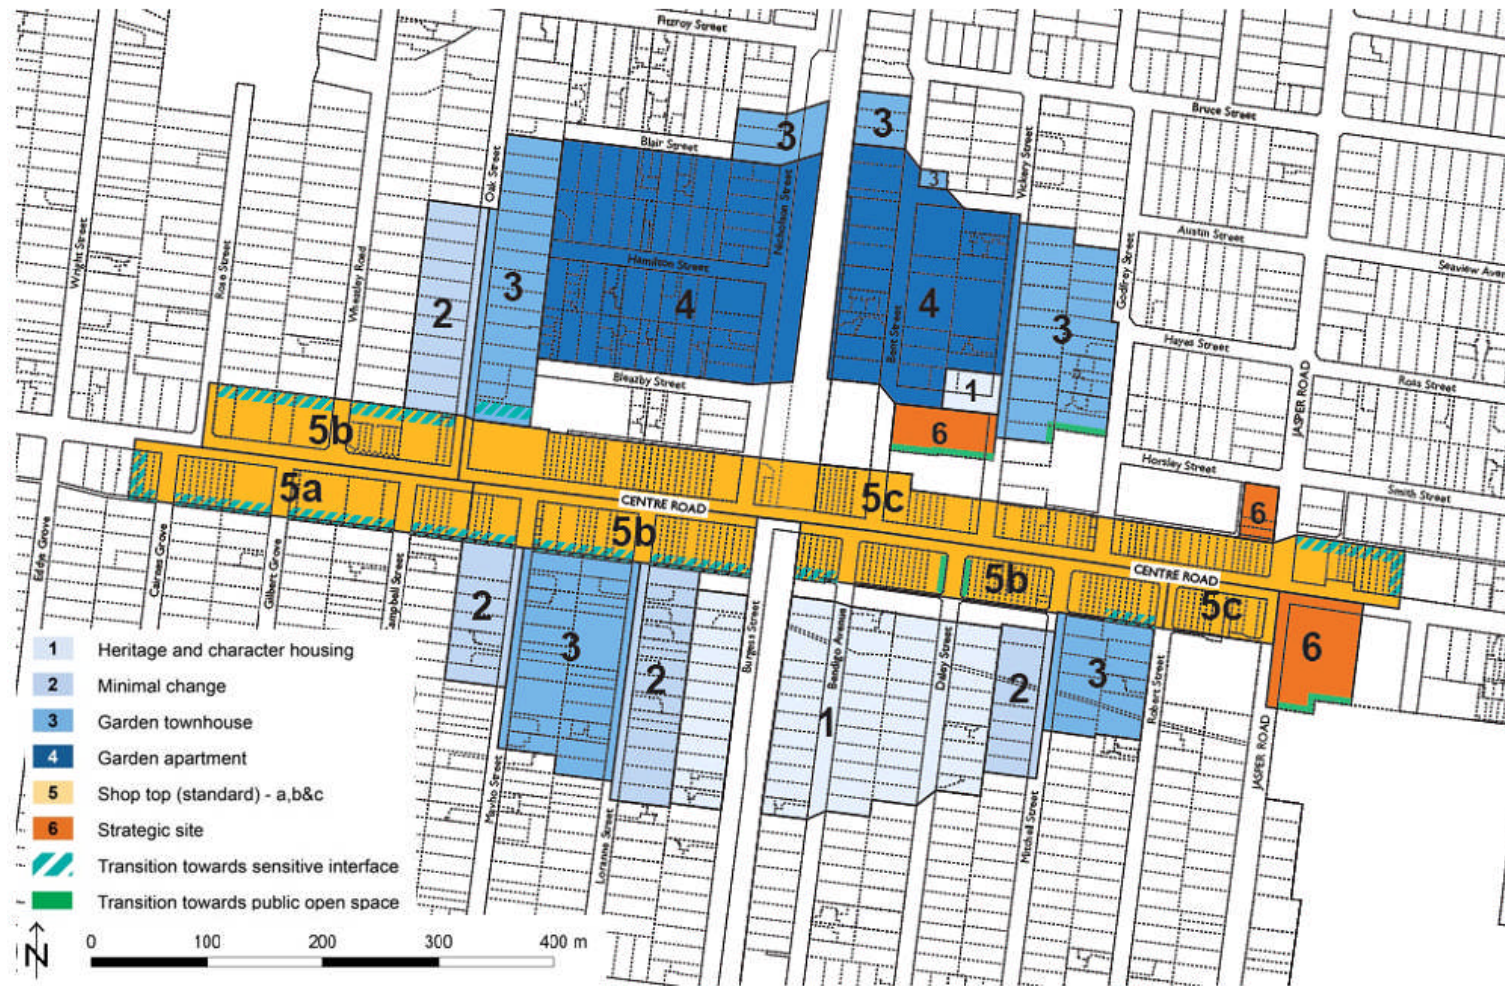 Fitzroy Street
Bruce Street
Blair Street
Oak Street
Vickery Street
Nicholson Street
Wright Street
Rose Street
Wheatley Road
Hamilton Street
Austin Street
Godfrey Street
Seaview Aven
Bent Street
Hayes Street
Bleazby Street
Ross Street
JASPER ROAD
Horsley Street
Smith Street
3
3
3
2
3
4
4
3
1
6
5b
5a
CENTRE ROAD
5b
5c
6
5b
CENTRE ROAD
5c
6
2
3
2
1
2
3
Eddys Grove
Cairnes Grove
Gilbert Grove
ampbell Street
Mavho Street
Loranne Street
Burgess Street
Bendigo Avenue
Daley Street
Mitchell Street
Robert Street
JASPER ROAD
1 Heritage and character housing
2 Minimal change
3 Garden townhouse
4 Garden apartment
5 Shop top (standard) - a,b&c
6 Strategic site
Transition towards sensitive interface
Transition towards public open space
N
0 100 200 300 400 m